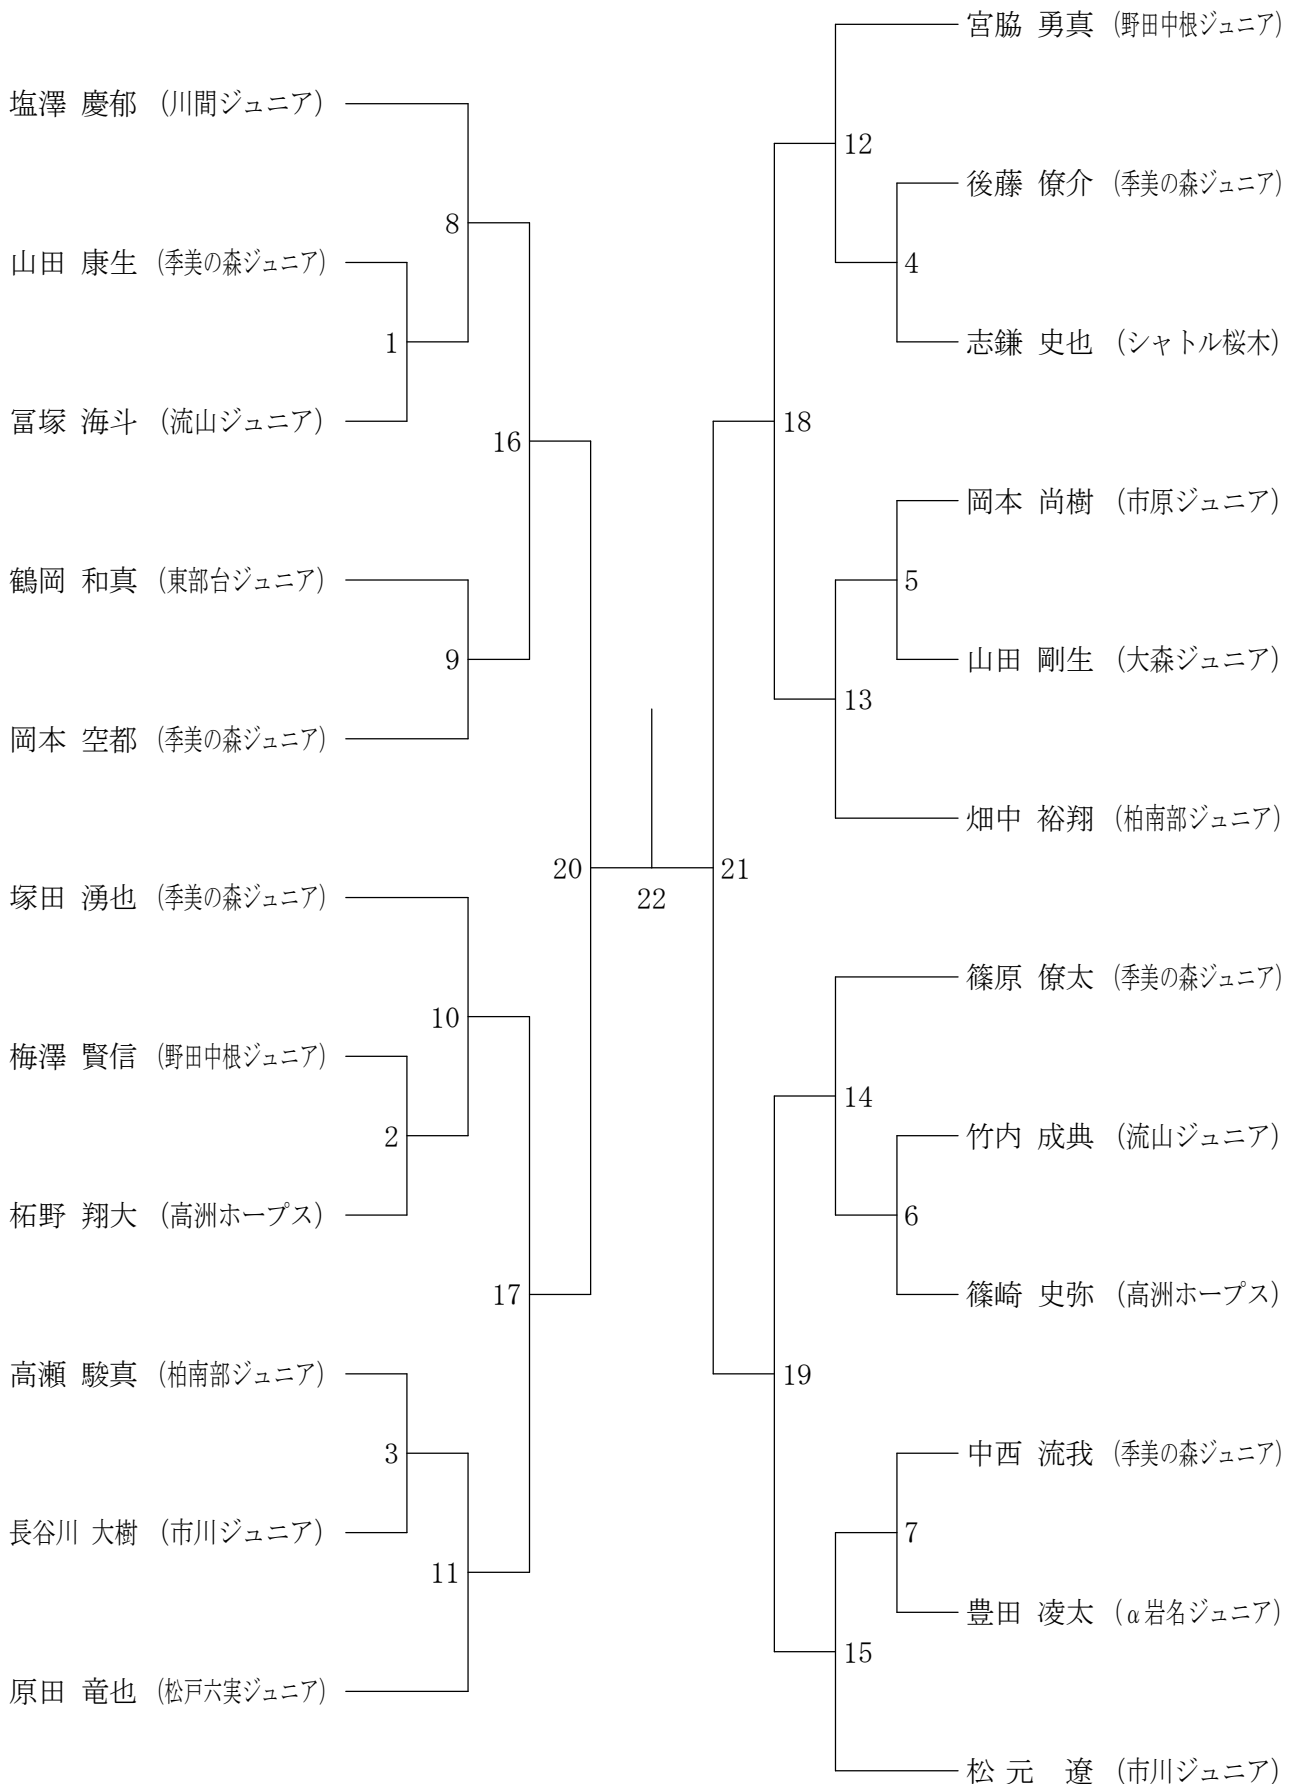 塩澤 慶郁 (川間ジュニア)
8
山田 康生 (季美の森ジュニア)
1
冨塚 海斗 (流山ジュニア)
16
鶴岡 和真 (東部台ジュニア)
9
岡本 空都 (季美の森ジュニア)
20
塚田 湧也 (季美の森ジュニア)
10
梅澤 賢信 (野田中根ジュニア)
2
柘野 翔大 (高洲ホープス)
17
高瀬 駿真 (柏南部ジュニア)
3
長谷川 大樹 (市川ジュニア)
11
原田 竜也 (松戸六実ジュニア)
22
宮脇 勇真 (野田中根ジュニア)
12
後藤 僚介 (季美の森ジュニア)
4
志鎌 史也 (シャトル桜木)
18
岡本 尚樹 (市原ジュニア)
5
山田 剛生 (大森ジュニア)
13
畑中 裕翔 (柏南部ジュニア)
21
篠原 僚太 (季美の森ジュニア)
14
竹内 成典 (流山ジュニア)
6
篠崎 史弥 (高洲ホープス)
19
中西 流我 (季美の森ジュニア)
7
豊田 凌太 (α岩名ジュニア)
15
松元 遼 (市川ジュニア)